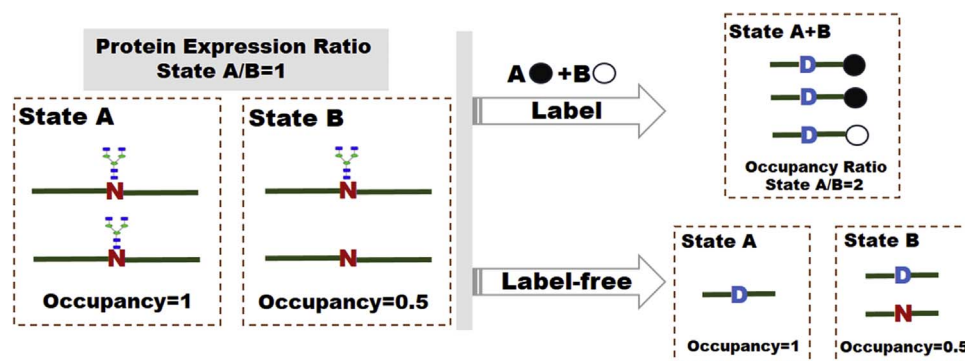 Protein Expression Ratio
State A/B=1
State A
N
N
Occupancy=1
State B
N
N
Occupancy=0.5
A +B
Label
Label-free
State A+B
D
D
D
Occupancy Ratio
State A/B=2
State A
D
Occupancy=1
State B
D
N
Occupancy=0.5